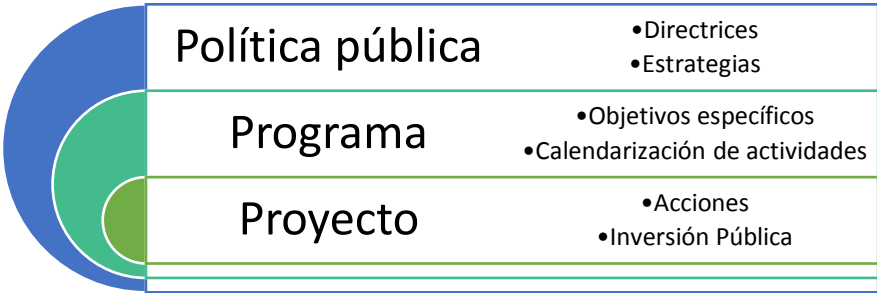 Política pública
•Directrices
•Estrategias
Programa
•Objetivos específicos
•Calendarización de actividades
Proyecto
•Acciones
•Inversión Pública